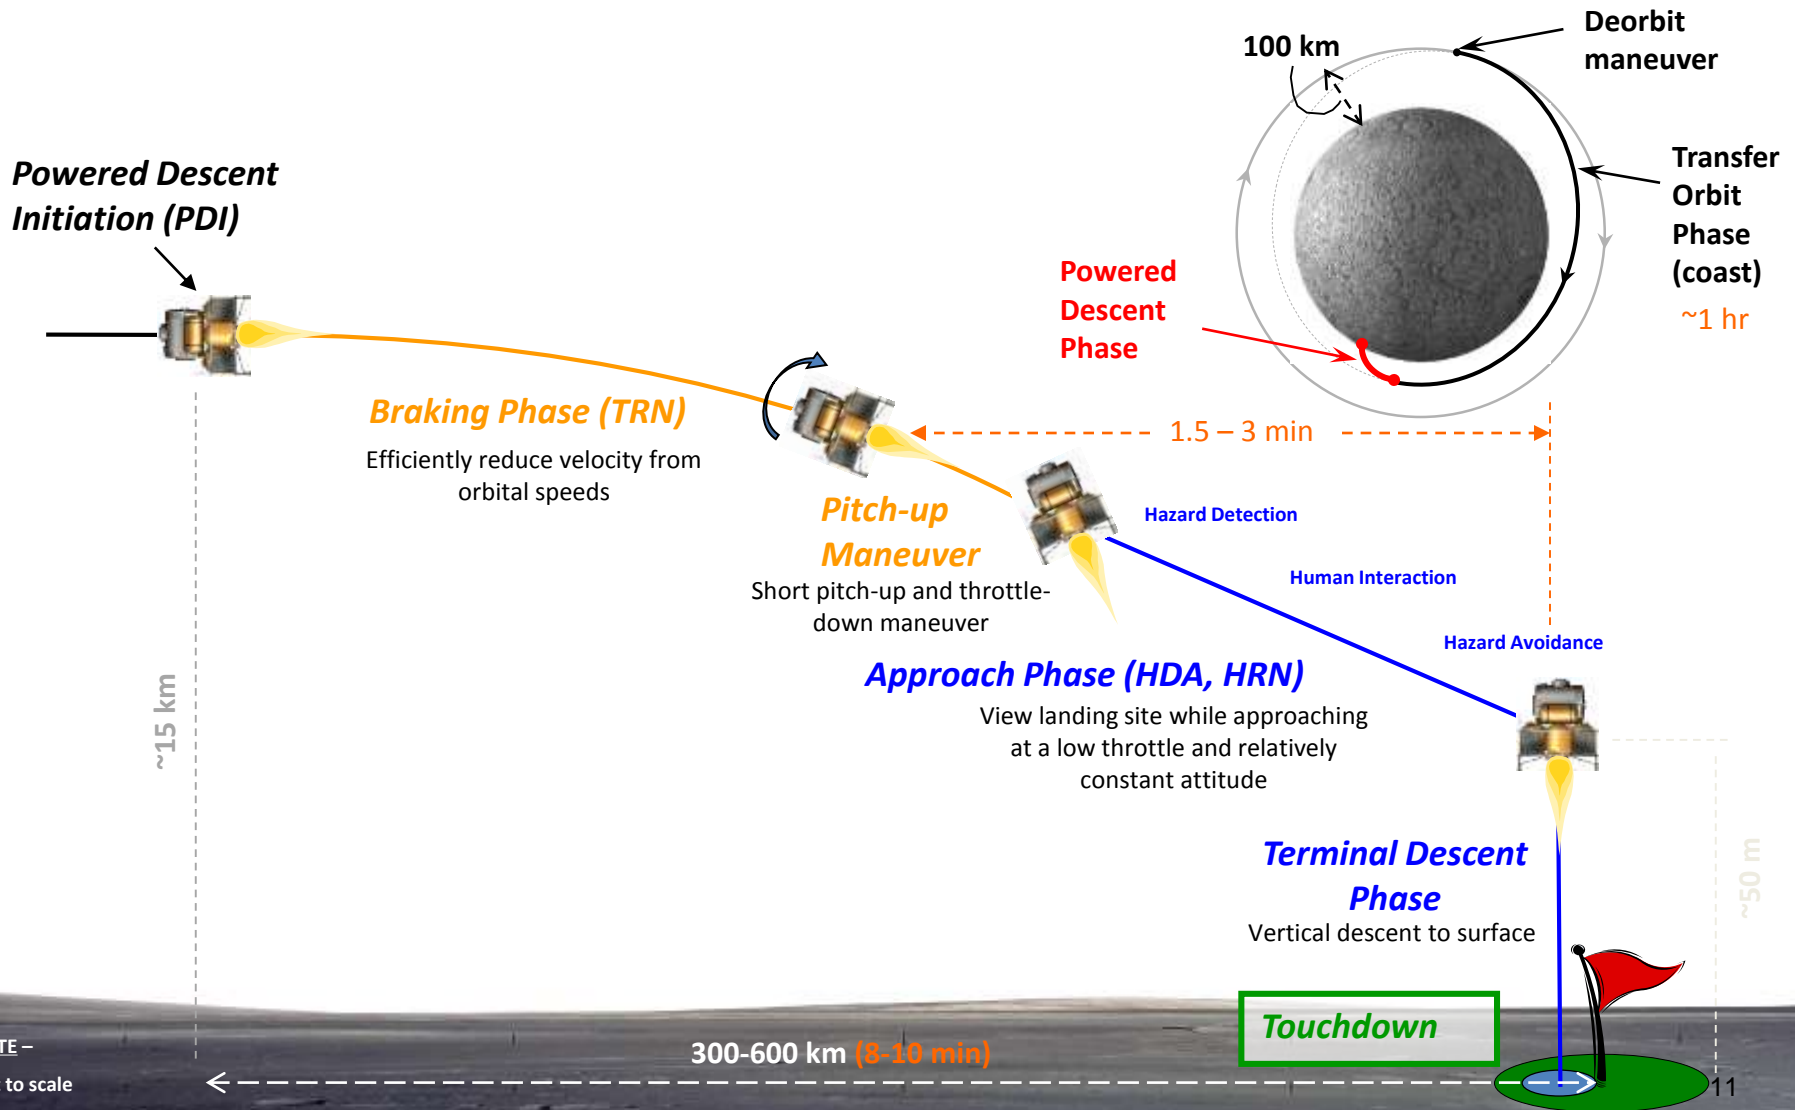 Deorbit
maneuver
100 km
Transfer
Orbit
Phase
(coast)
~1 hr
Powered Descent
Initiation (PDI)
Powered
Descent
Phase
Braking Phase (TRN)
Efficiently reduce velocity from
orbital speeds
1.5 – 3 min
Pitch-up
Maneuver
Short pitch-up and throttle-
down maneuver
Hazard Detection
Human Interaction
Hazard Avoidance
Approach Phase (HDA, HRN)
View landing site while approaching
at a low throttle and relatively
constant attitude
~15 km
Terminal Descent
Phase
Vertical descent to surface
~50 m
Touchdown
300-600 km (8-10 min)
TE –
to scale
11